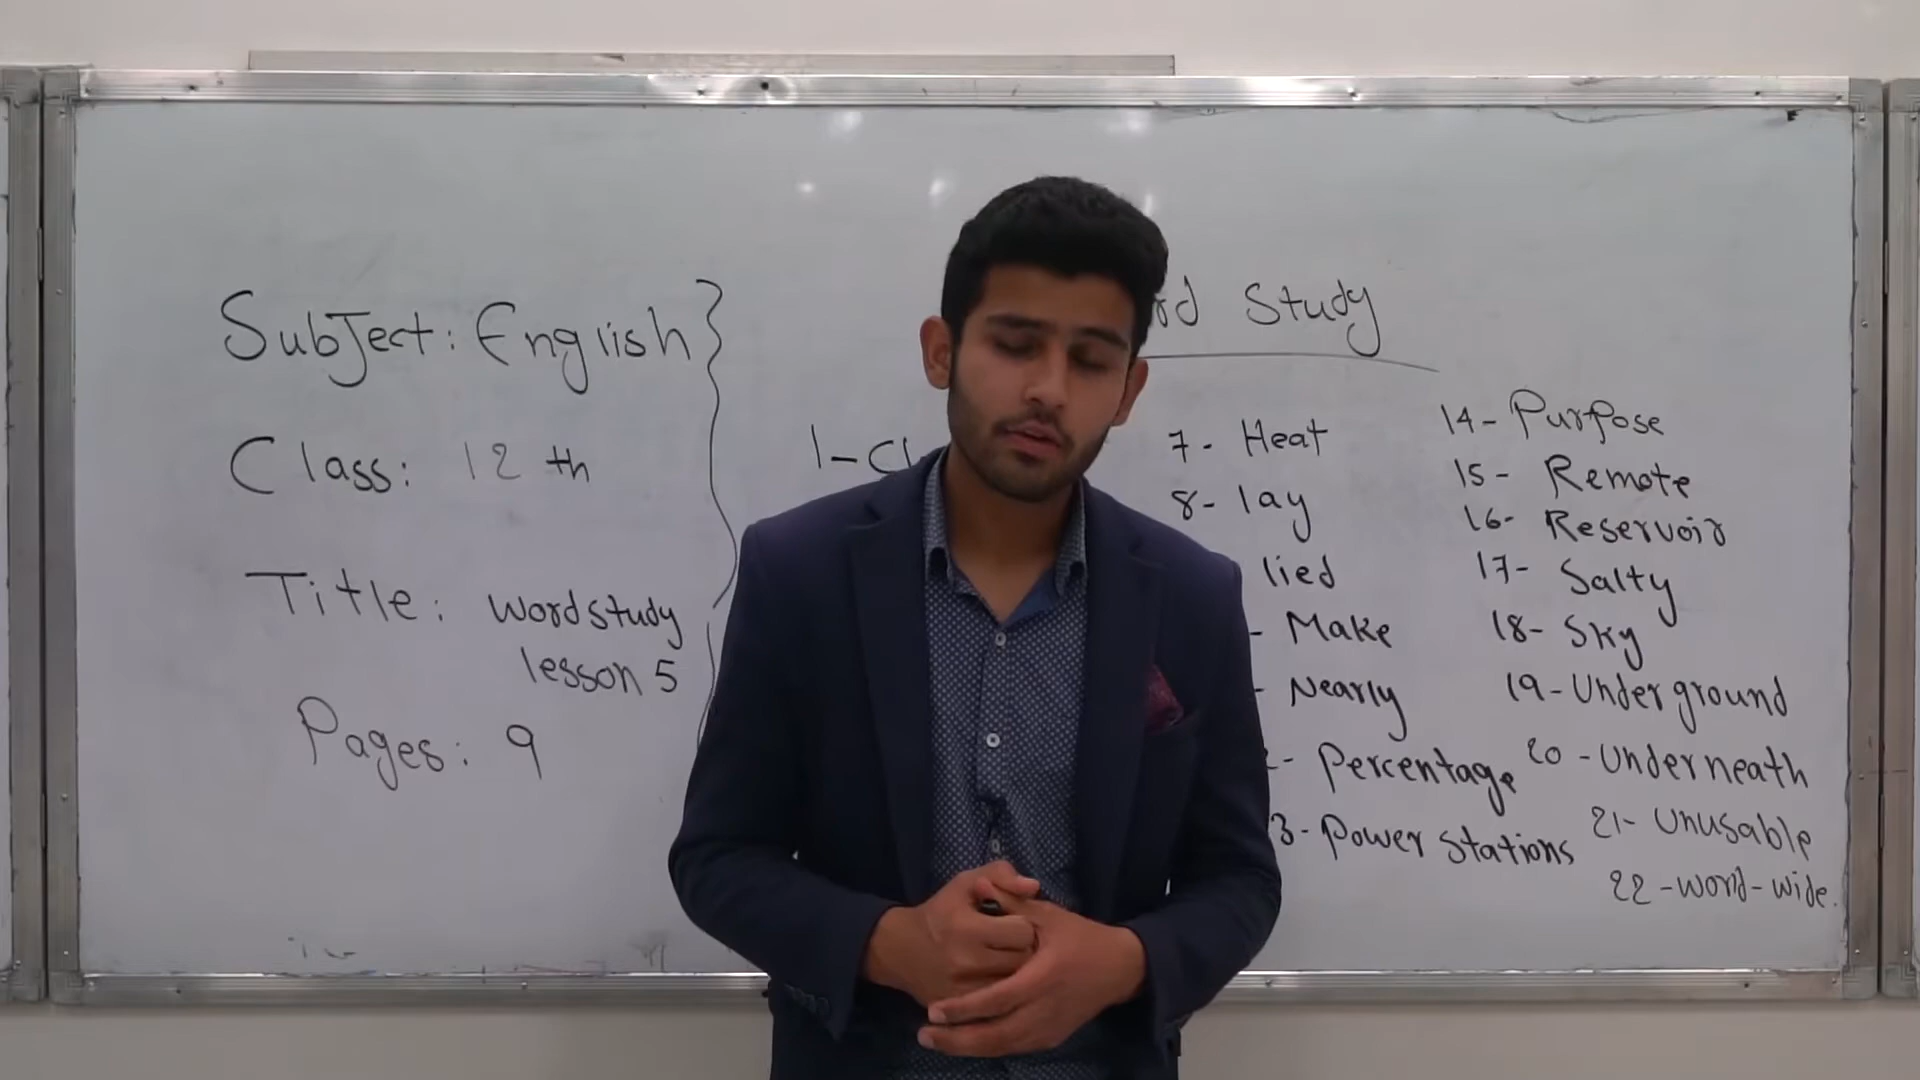 Subject: English
Class: 12 th
Title: wordstudy
lesson 5
Pages: 9
Study
7- Heat
8- lay
lied
- Make
- Nearly
- Percentage
3- Power stations
14- Purpose
15- Remote
16- Reservoir
17- Salty
18- Sky
19- Underground
20- Underneath
21- Unusable
22- word-wide.